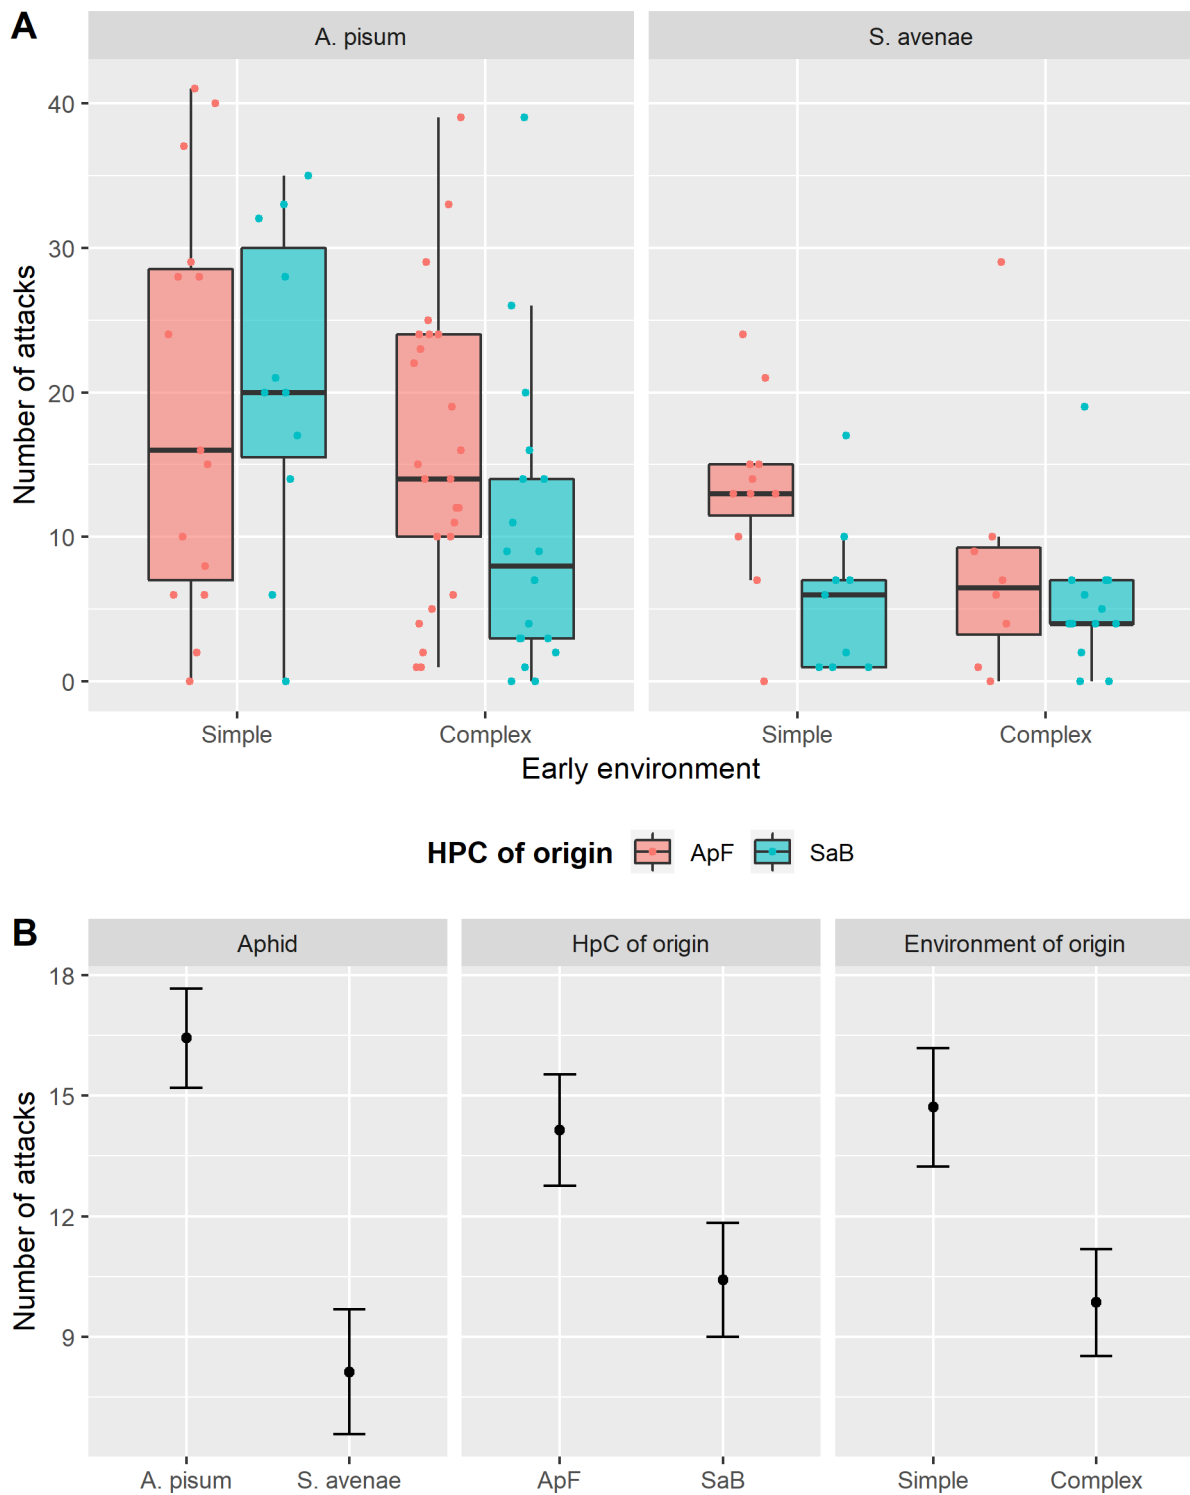 A
A. pisum
S. avenae
Number of attacks
40
30
20
10
0
Simple
Complex
Simple
Complex
Early environment
HPC of origin
ApF
SaB
B
Aphid
HpC of origin
Environment of origin
Number of attacks
18
15
12
9
A. pisum
S. avenae
ApF
SaB
Simple
Complex